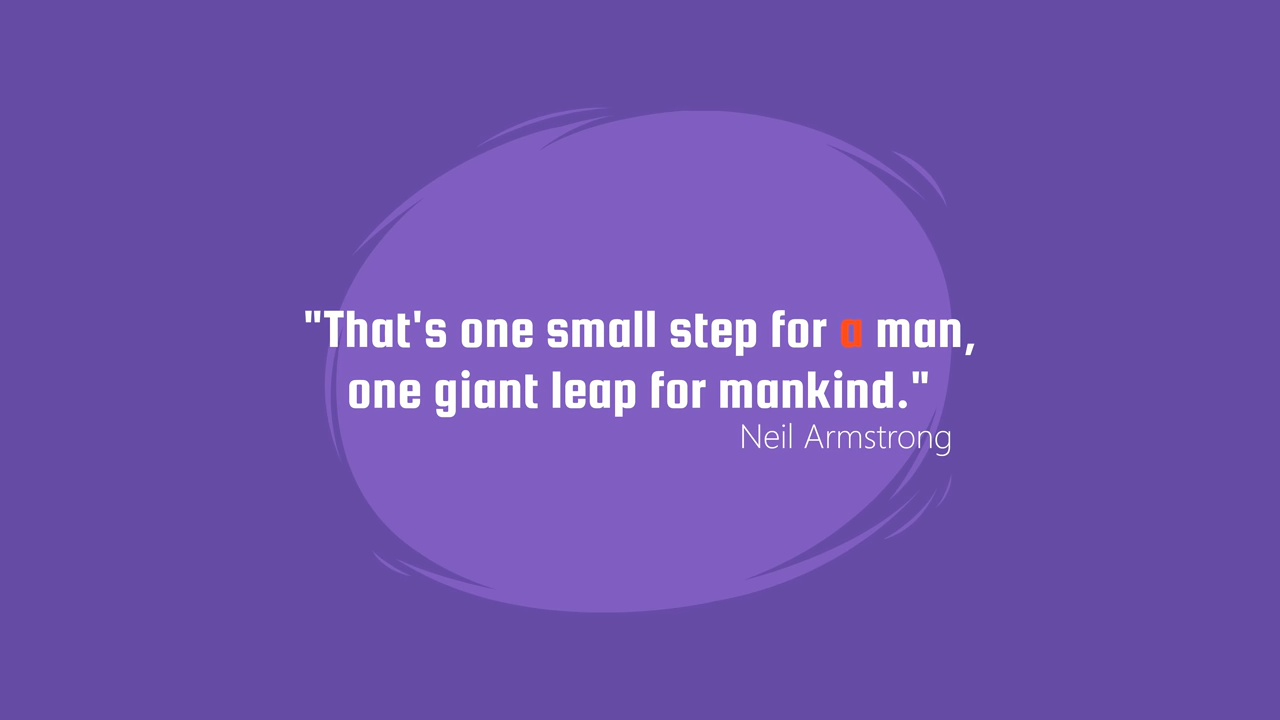 "That's one small step for a man,
one giant leap for mankind."
Neil Armstrong